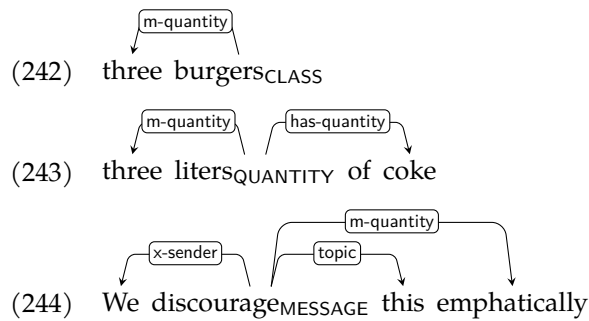 m-quantity
(242) three burgersCLASS
m-quantity has-quantity
(243) three litersQUANTITY of coke
m-quantity
x-sender topic
(244) We discourageMESSAGE this emphatically